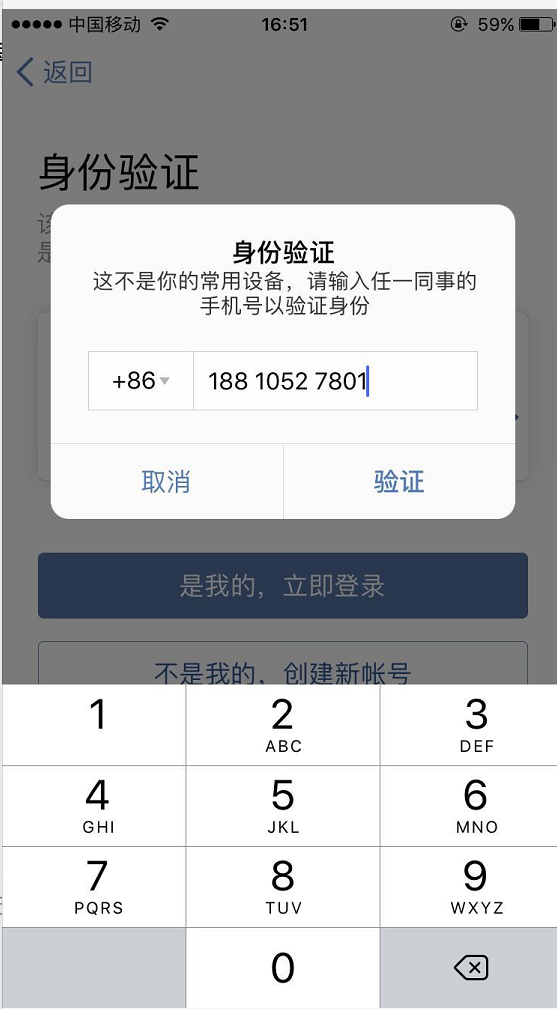 中国移动 16:51 59%
返回
身份验证
该
是
身份验证
这不是你的常用设备，请输入任一同事的
手机号以验证身份
+86 188 1052 7801
取消 验证
是我的，立即登录
不是我的，创建新帐号
1 2 3
ABC DEF
4 5 6
GHI JKL MNO
7 8 9
PQRS TUV WXYZ
0